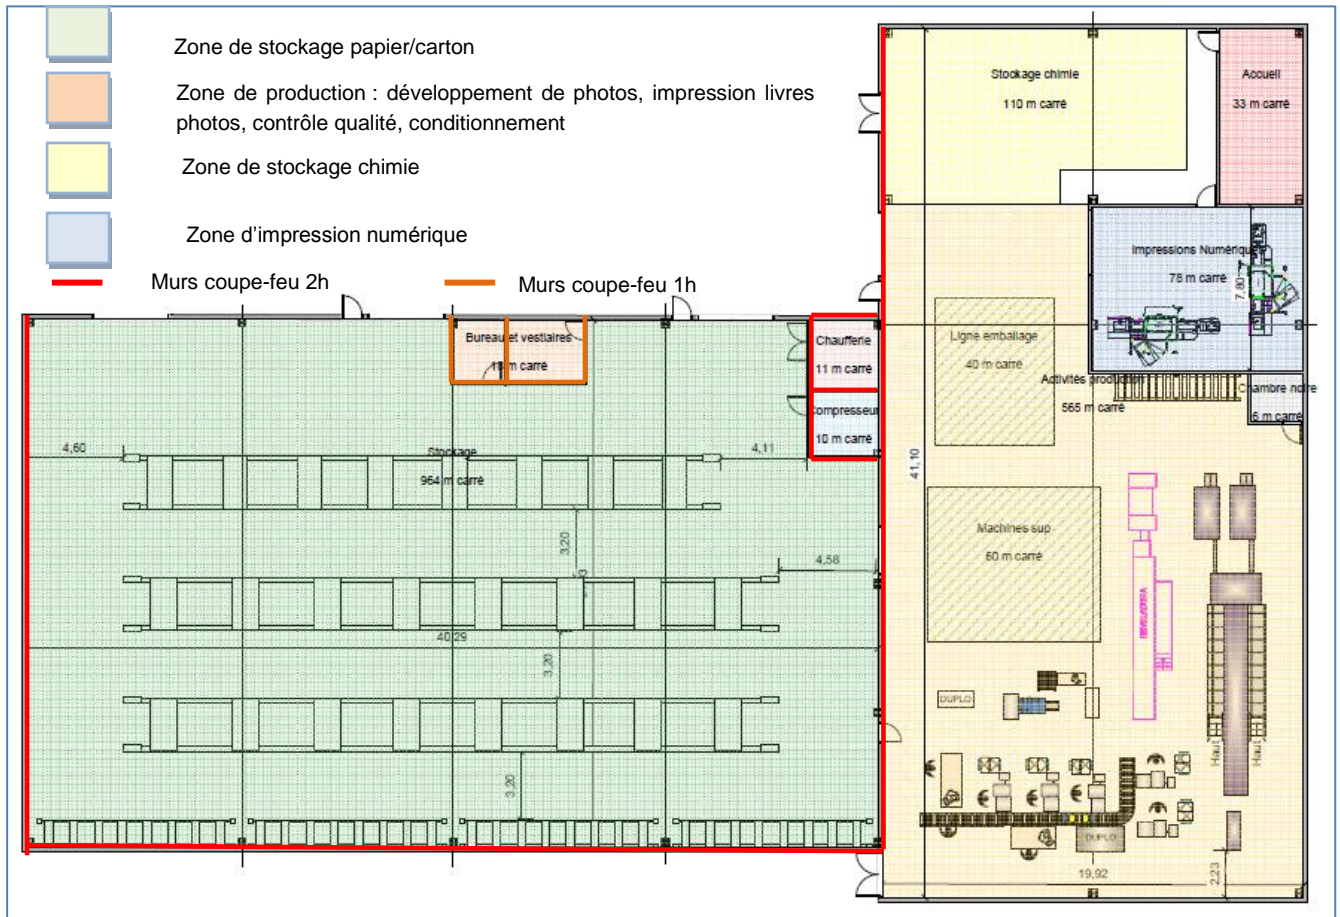 Zone de stockage papier/carton
Zone de production : développement de photos, impression livres
photos, contrôle qualité, conditionnement
Zone de stockage chimie
Zone d'impression numérique
Murs coupe-feu 2h
Murs coupe-feu 1h
Stockage chimie
110 m carré
Accueil
33 m carré
Impressions Numériqu
78 m carré
7,80
Bureau et vestiaires
m carré
Chaufferie
11 m carré
Compresseur
10 m carré
Ligne emballage
40 m carré
Activités production
565 m carré
Chambre noire
6 m carré
4,60
Stockage
964 m carré
4,11
41,10
3,20
4,58
Machines sup
60 m carré
40,29
3,20
3,20
DUPLO
Haut
Haut
DUPLO
19,92
2,23